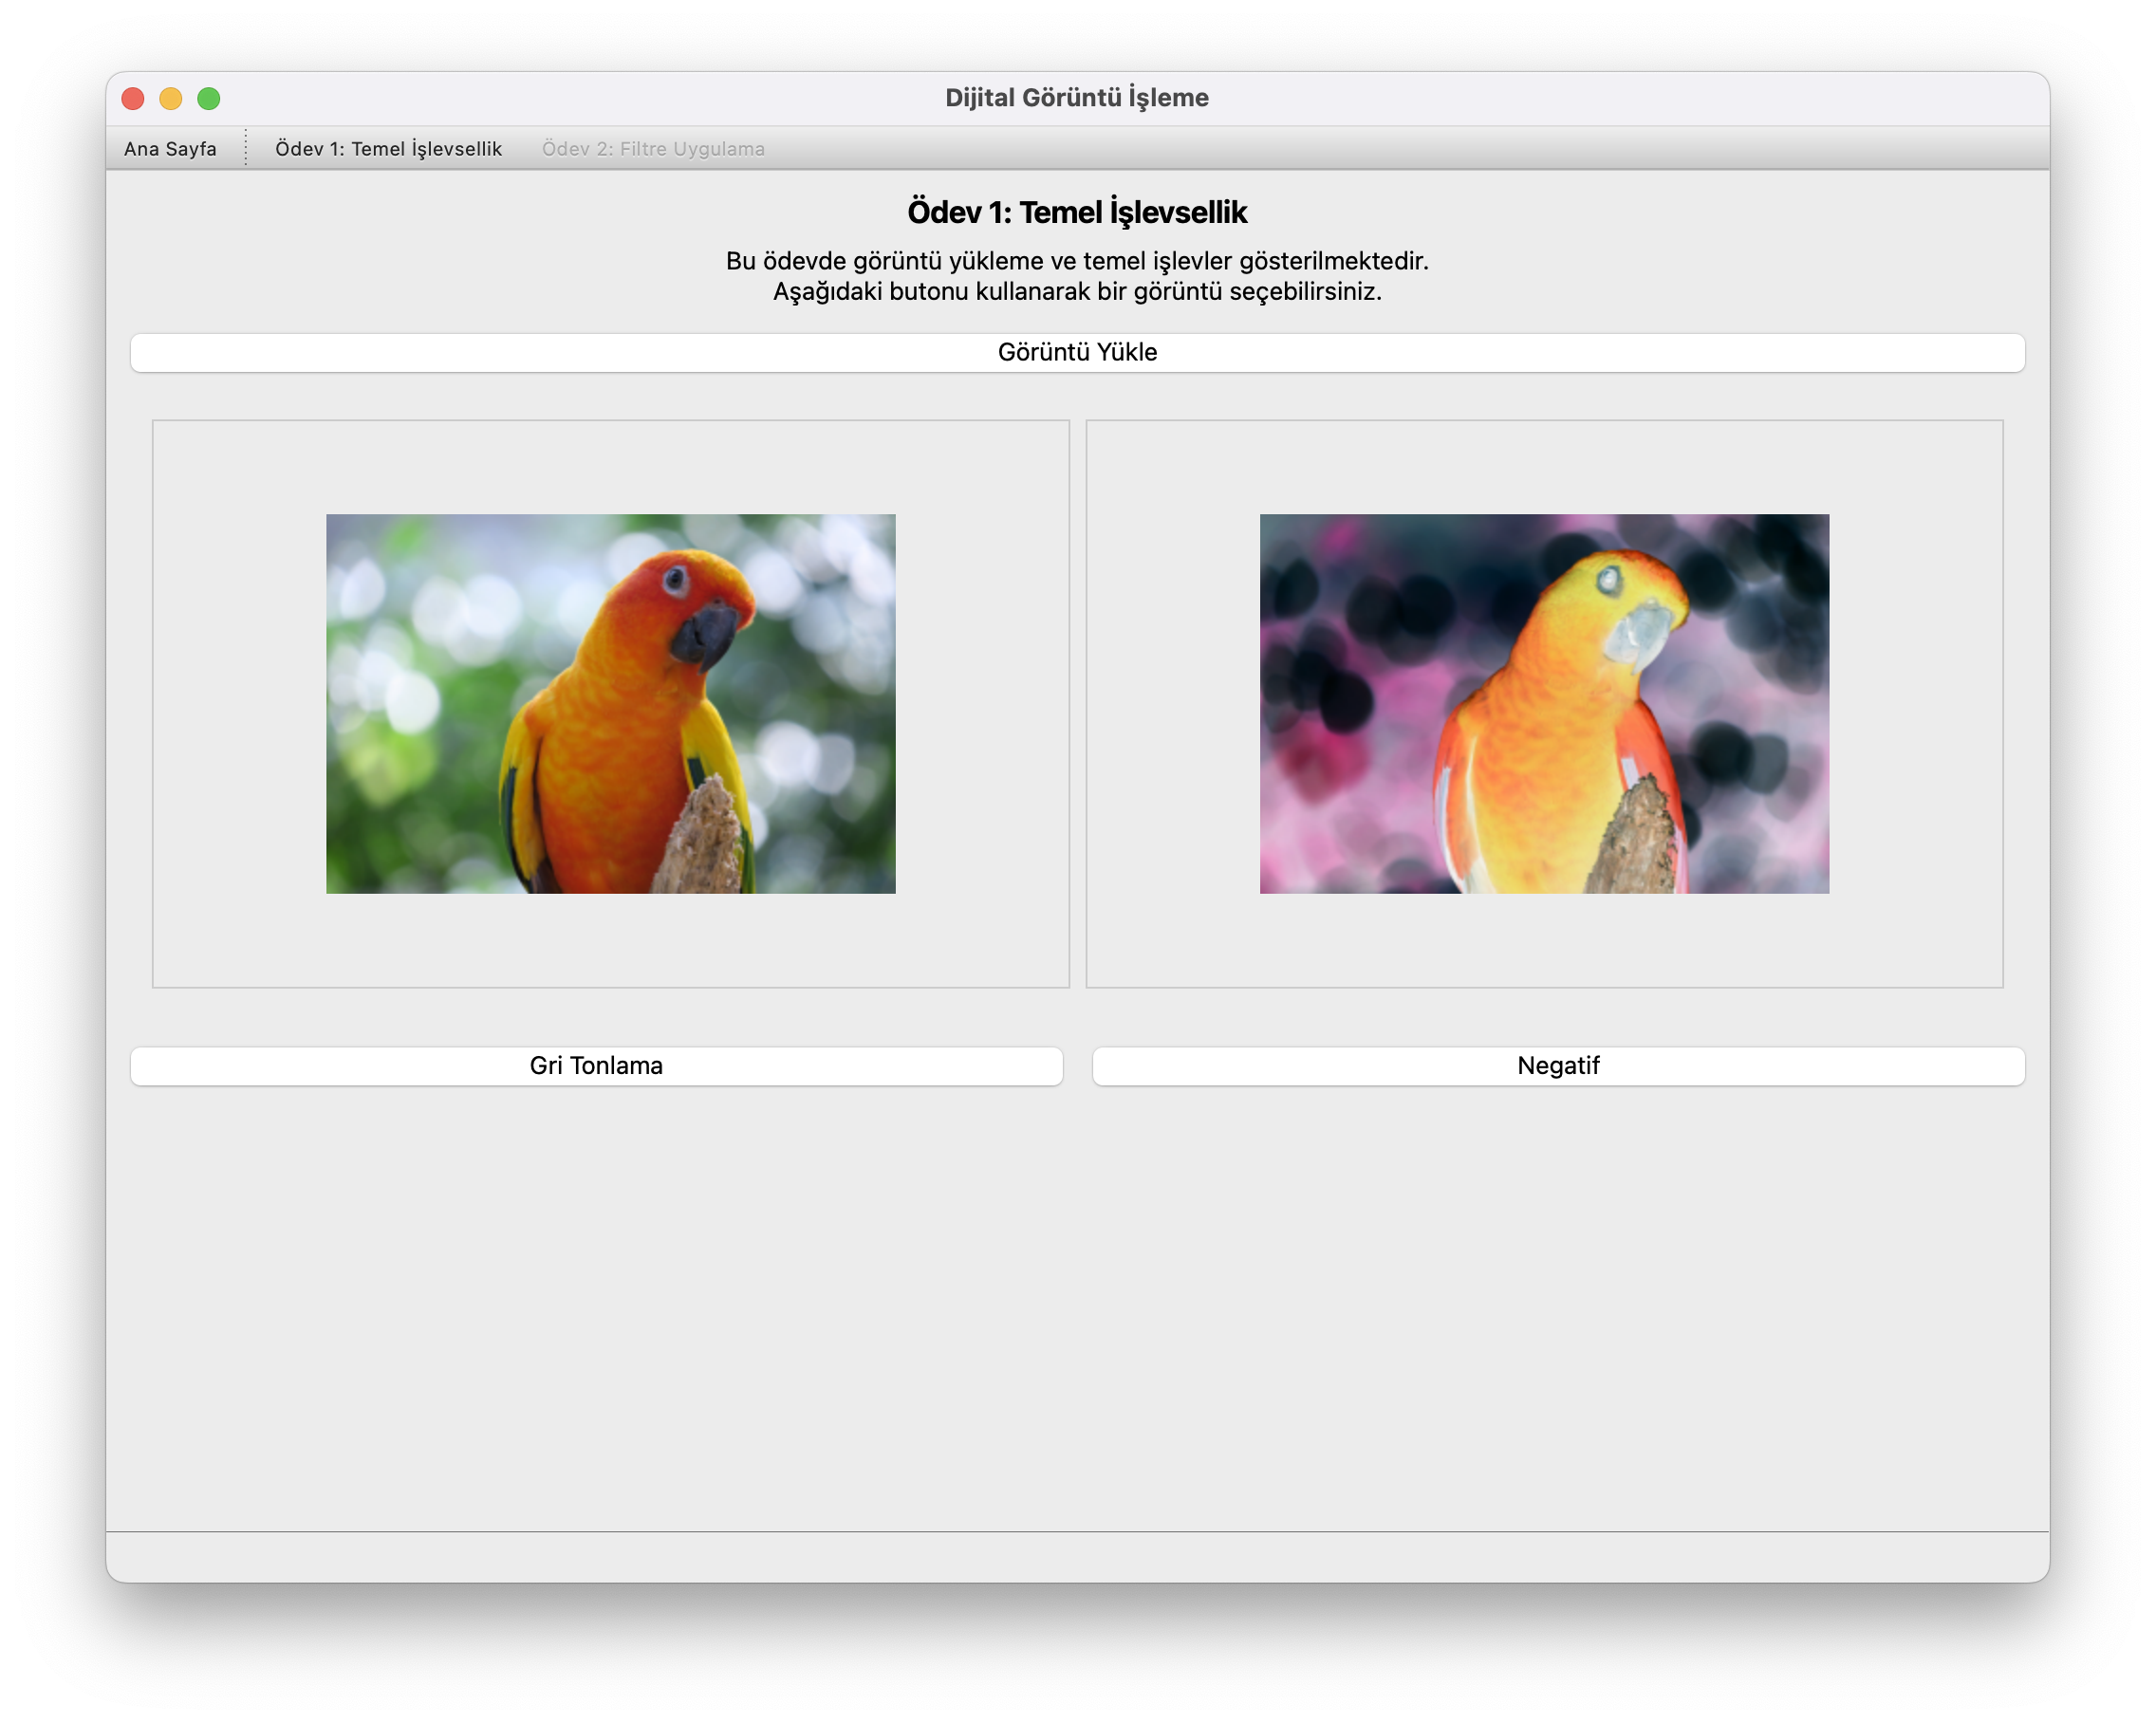 Dijital Görüntü İşleme
Ana Sayfa
Ödev 1: Temel İşlevsellik
Ödev 2: Filtre Uygulama
Ödev 1: Temel İşlevsellik
Bu ödevde görüntü yükleme ve temel işlevler gösterilmektedir.
Aşağıdaki butonu kullanarak bir görüntü seçebilirsiniz.
Görüntü Yükle
Gri Tonlama
Negatif